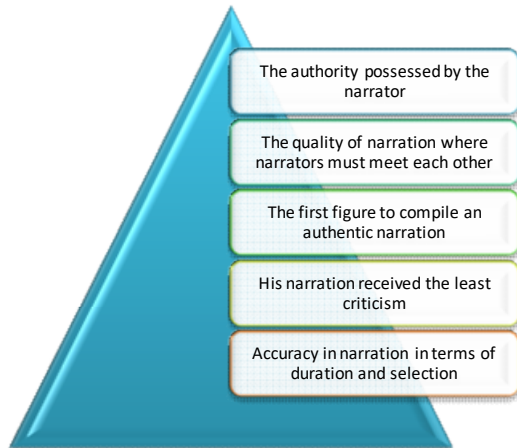 The authority possessed by the
narrator
The quality of narration where
narrators must meet each other
The first figure to compile an
authentic narration
His narration received the least
criticism
Accuracy in narration in terms of
duration and selection